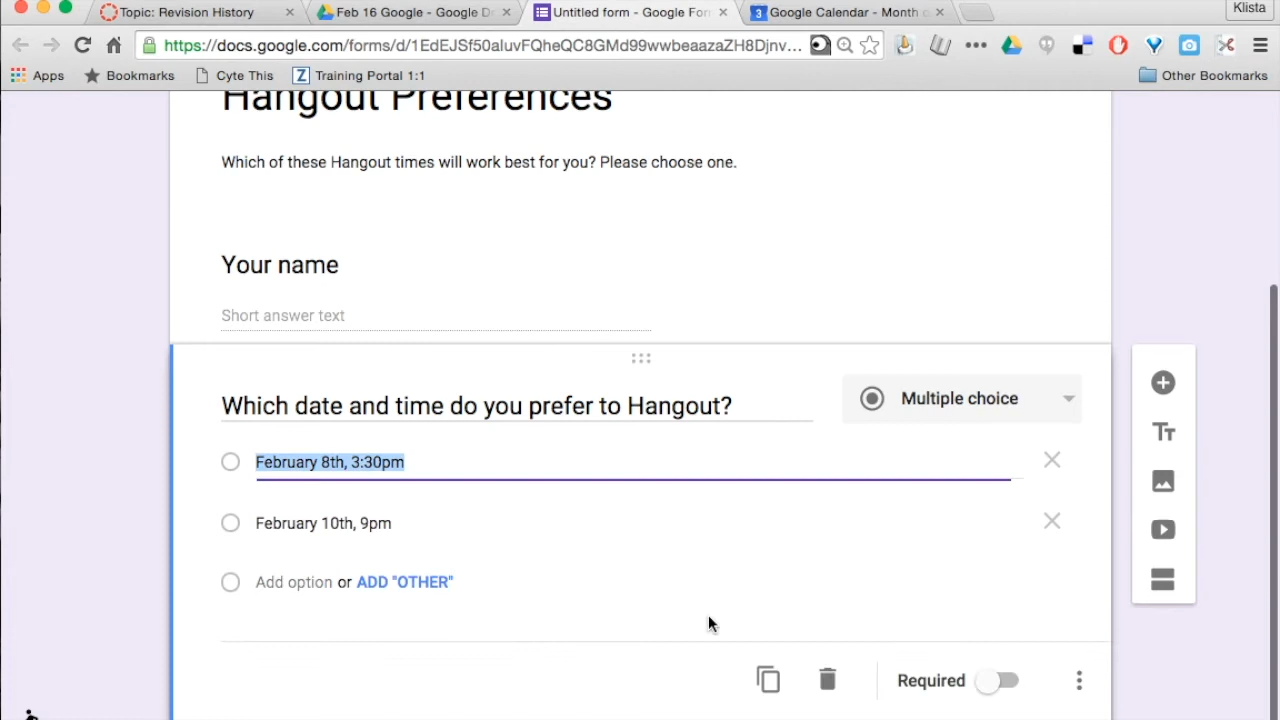 Klista
Topic: Revision History
Feb 16 Google - Google Dr
Untitled form - Google For
3 Google Calendar - Month o
https://docs.google.com/forms/d/1EdEJSf50aluvFQheQC8GMd99wwbeaazaZH8Djnv...
Apps Bookmarks Cyte This Z Training Portal 1:1 Other Bookmarks
Hangout Preferences
Which of these Hangout times will work best for you? Please choose one.
Your name
Short answer text
Which date and time do you prefer to Hangout?
Multiple choice
February 8th, 3:30pm
February 10th, 9pm
Add option or ADD "OTHER"
Required